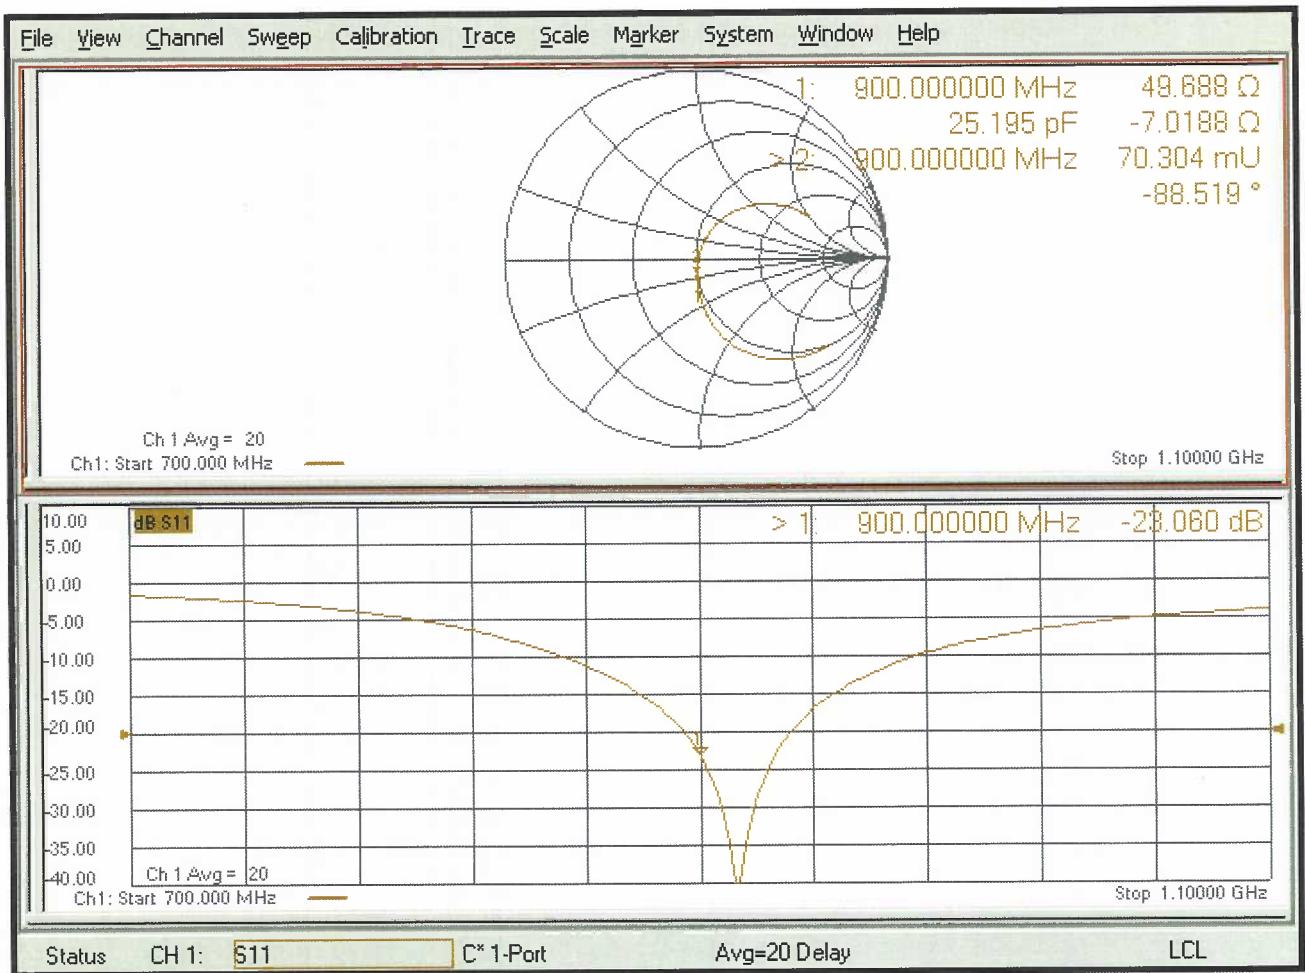 File View Channel Sweep Calibration Trace Scale Marker System Window Help
1: 900.000000 MHz 49.688 Ω
25.195 pF -7.0188 Ω
> 2: 900.000000 MHz 70.304 mU
-88.519 °
Ch 1 Avg = 20
Ch1: Start 700.000 MHz
Stop 1.10000 GHz
10.00
dB S11
> 1: 900.000000 MHz -23.060 dB
5.00
0.00
-5.00
-10.00
-15.00
-20.00
1
-25.00
-30.00
-35.00
-40.00
Ch 1 Avg = 20
Ch1: Start 700.000 MHz
Stop 1.10000 GHz
Status CH 1: S11 C* 1-Port Avg=20 Delay LCL